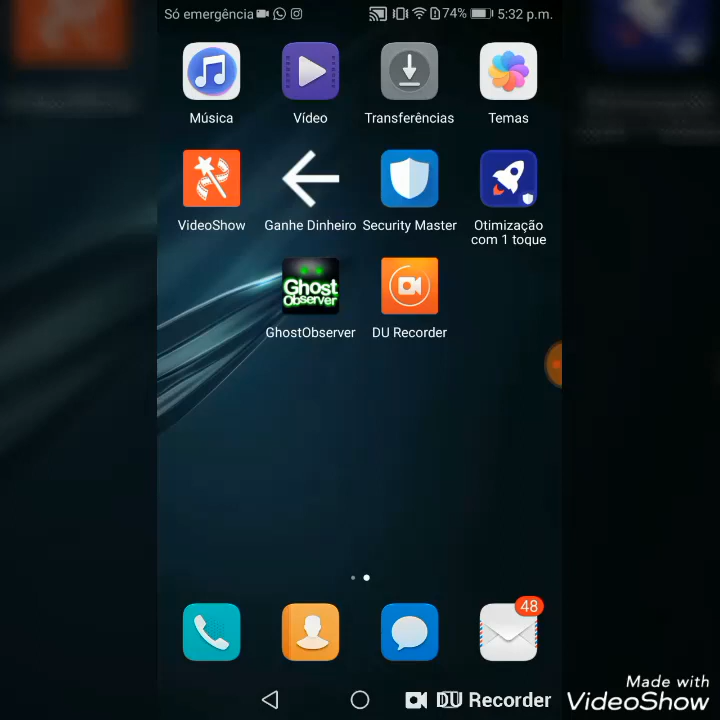 Só emergência 74% 5:32 p.m.
Música Vídeo Transferências Temas
VideoShow Ganhe Dinheiro Security Master Otimização
com 1 toque
Ghost
Observer
GhostObserver DU Recorder
48
DU Recorder
Made with
VideoShow